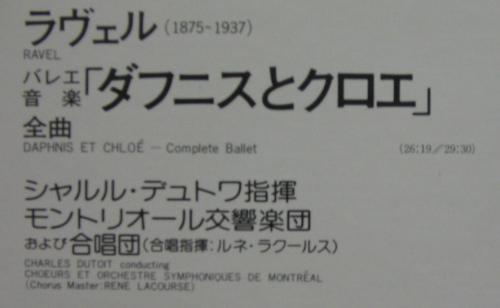 ラヴェル(1875-1937)
RAVEL
バレエ音楽「ダフニスとクロエ」
全曲
DAPHNIS ET CHLOÉ — Complete Ballet (26:19/29:30)
シャルル・デュトワ指揮
モントリオール交響楽団
および合唱団(合唱指揮:ルネ・ラクールス)
CHARLES DUTOIT conducting
CHOEURS ET ORCHESTRE SYMPHONIQUES DE MONTRÉAL
(Chorus Master:RENE LACOURSE)